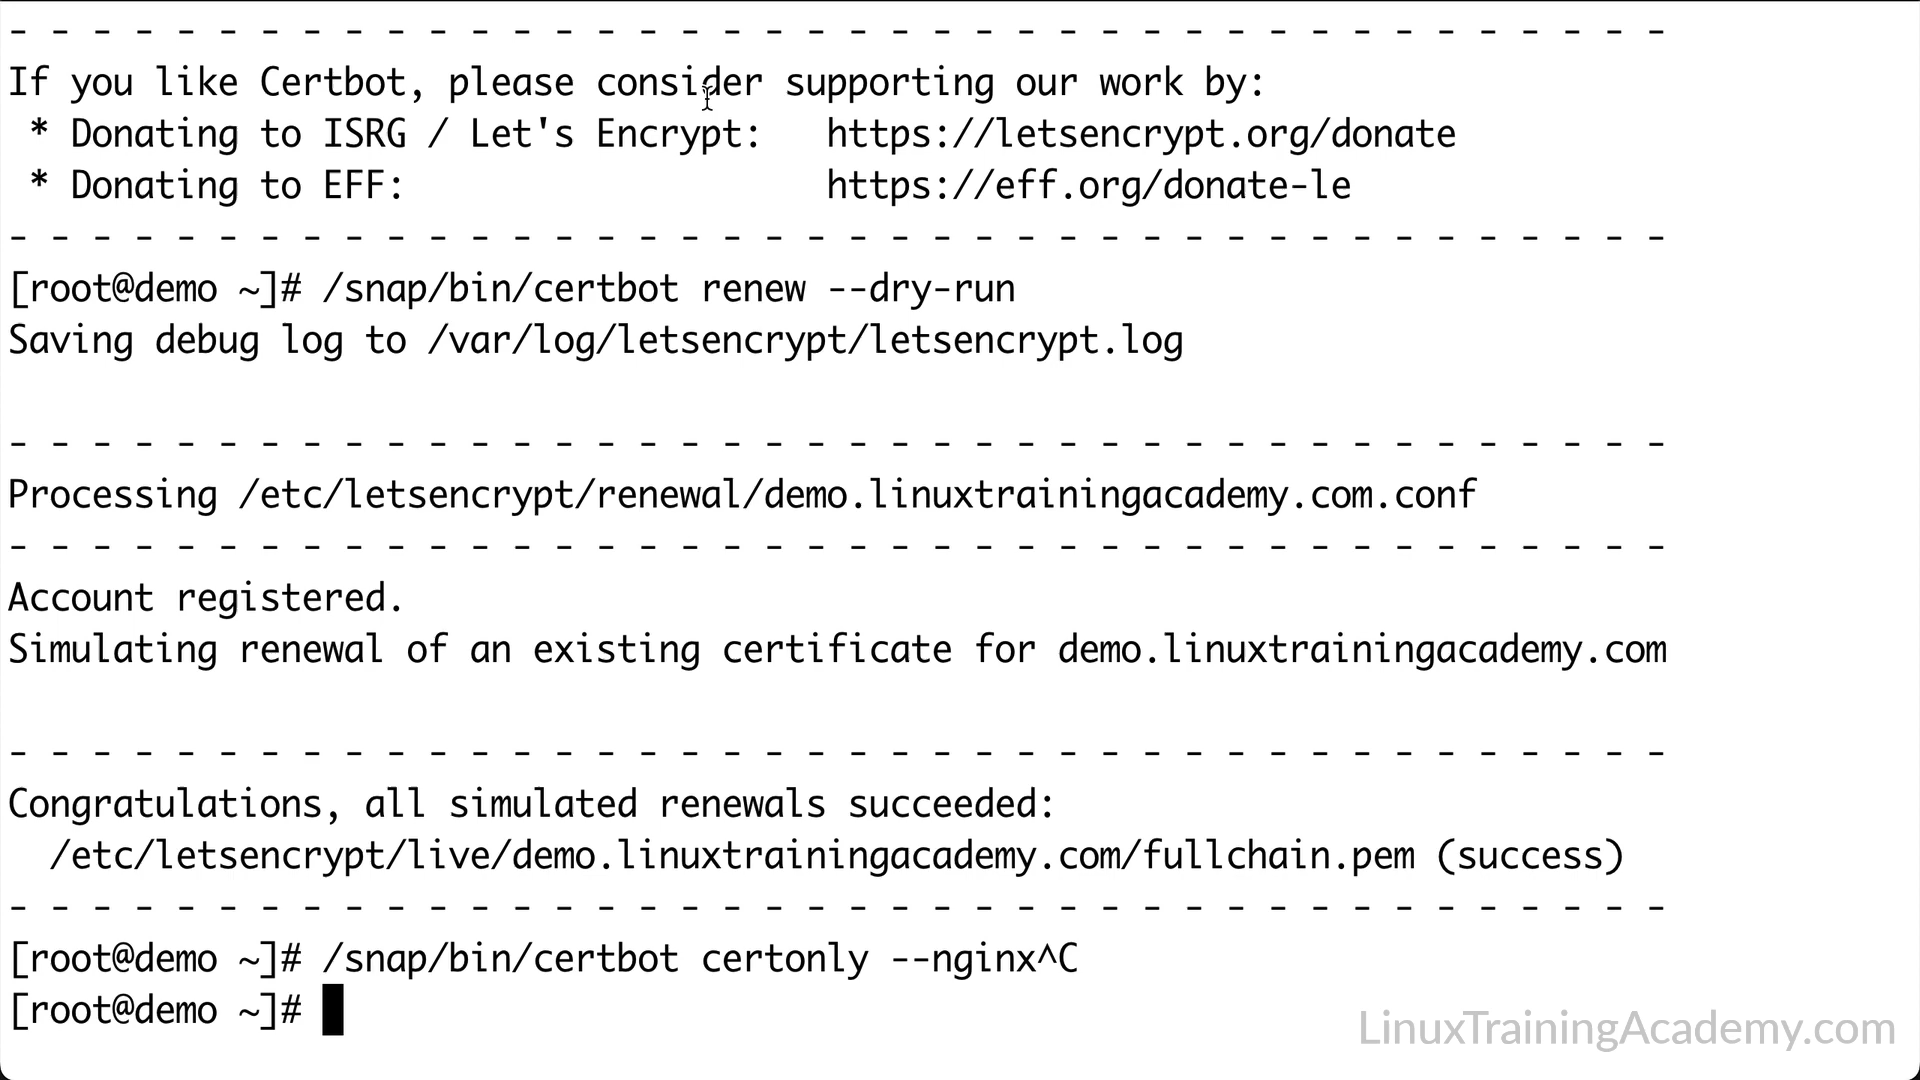 - - - - - - - - - - - - - - - - - - - - - - - - - - - - - - - - - - - - - - - -
If you like Certbot, please consider supporting our work by:
 * Donating to ISRG / Let's Encrypt:   https://letsencrypt.org/donate
 * Donating to EFF:                    https://eff.org/donate-le
- - - - - - - - - - - - - - - - - - - - - - - - - - - - - - - - - - - - - - - -
[root@demo ~]# /snap/bin/certbot renew --dry-run
Saving debug log to /var/log/letsencrypt/letsencrypt.log

- - - - - - - - - - - - - - - - - - - - - - - - - - - - - - - - - - - - - - - -
Processing /etc/letsencrypt/renewal/demo.linuxtrainingacademy.com.conf
- - - - - - - - - - - - - - - - - - - - - - - - - - - - - - - - - - - - - - - -
Account registered.
Simulating renewal of an existing certificate for demo.linuxtrainingacademy.com

- - - - - - - - - - - - - - - - - - - - - - - - - - - - - - - - - - - - - - - -
Congratulations, all simulated renewals succeeded:
  /etc/letsencrypt/live/demo.linuxtrainingacademy.com/fullchain.pem (success)
- - - - - - - - - - - - - - - - - - - - - - - - - - - - - - - - - - - - - - - -
[root@demo ~]# /snap/bin/certbot certonly --nginx^C
[root@demo ~]#
LinuxTrainingAcademy.com